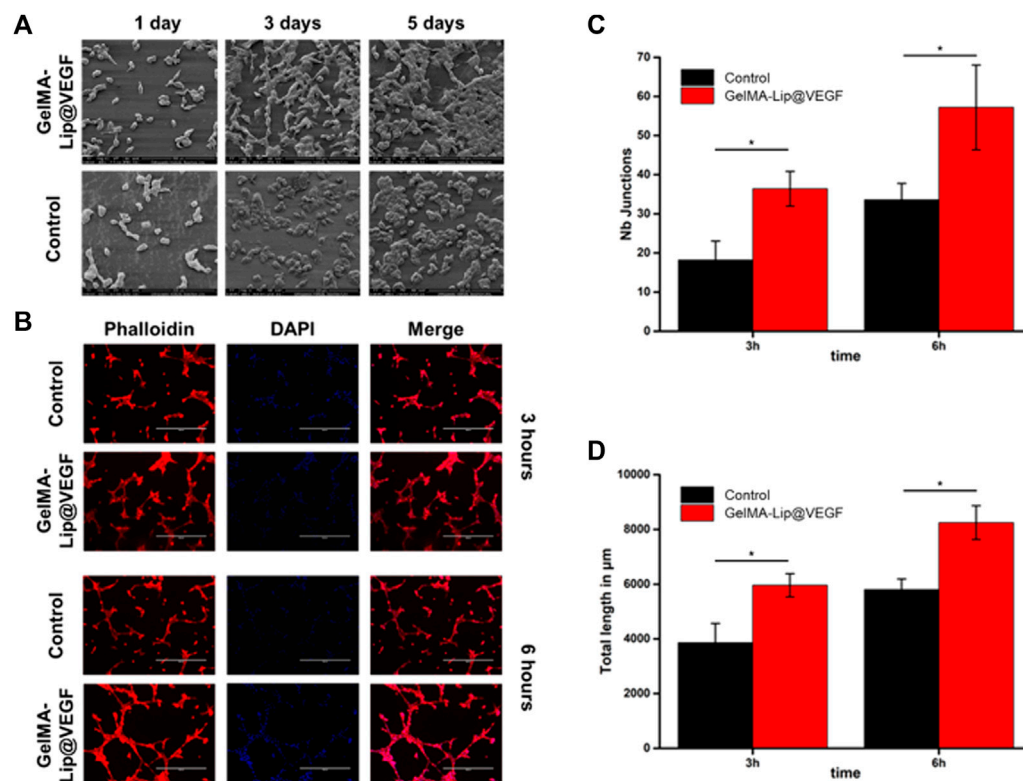 A
1 day 3 days 5 days
GelMA-
Lip@VEGF
Control
B
Phalloidin DAPI Merge
Control
GelMA-
Lip@VEGF
3 hours
Control
GelMA-
Lip@VEGF
6 hours
C
70
60
50
40
30
20
10
0
Nb Junctions
Control
GelMA-Lip@VEGF
*
*
3h 6h
time
D
10000
8000
6000
4000
2000
0
Total length in µm
Control
GelMA-Lip@VEGF
*
*
3h 6h
time